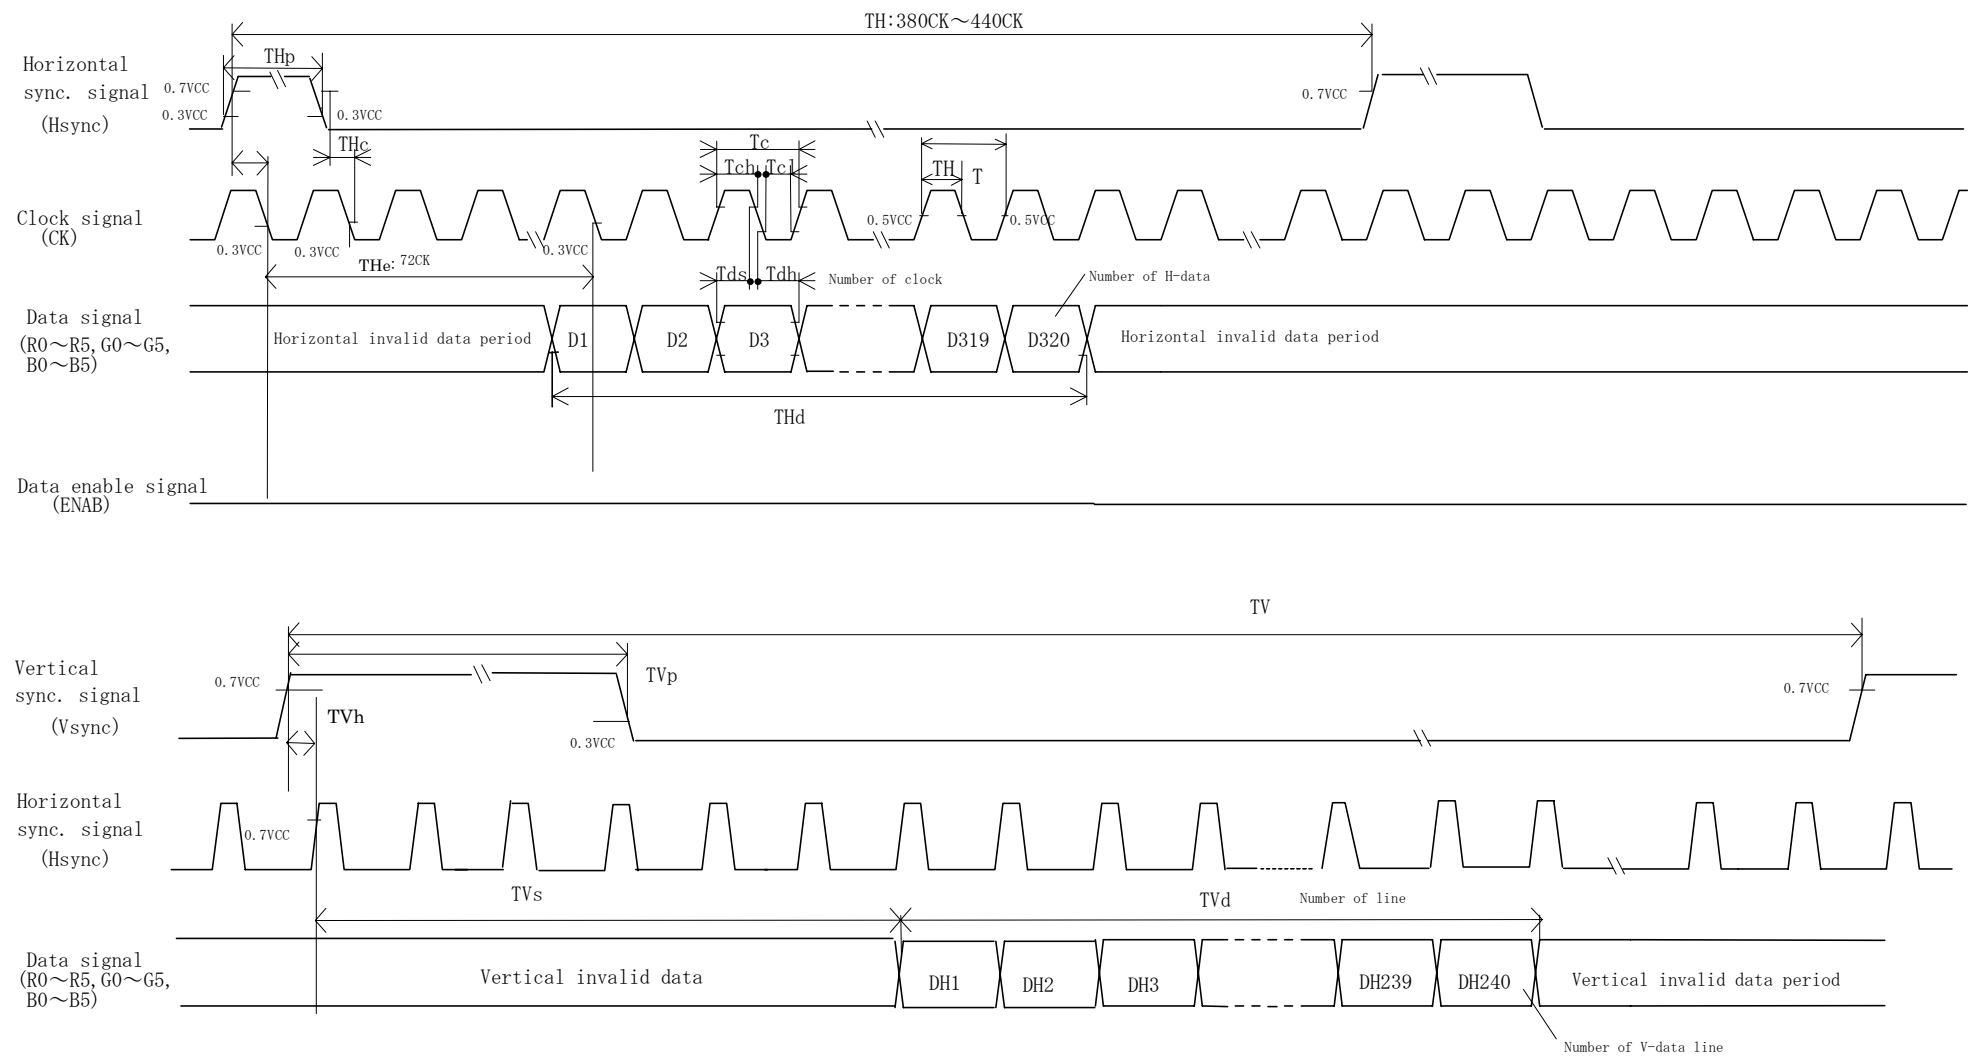 TH:380CK～440CK
THp
Horizontal
sync. signal
(Hsync)
0.7VCC
0.3VCC
0.3VCC
0.7VCC
THc
Tc
Tch
Tcl
TH
T
Clock signal
(CK)
0.3VCC
0.3VCC
0.3VCC
0.5VCC
0.5VCC
THe: 72CK
Tds
Tdh
Number of clock
Number of H-data
Data signal
(R0～R5,G0～G5,
B0～B5)
Horizontal invalid data period
D1
D2
D3
D319
D320
Horizontal invalid data period
THd
Data enable signal
(ENAB)
TV
Vertical
sync. signal
(Vsync)
0.7VCC
TVp
0.7VCC
TVh
0.3VCC
Horizontal
sync. signal
(Hsync)
0.7VCC
TVs
TVd
Number of line
Data signal
(R0～R5,G0～G5,
B0～B5)
Vertical invalid data
DH1
DH2
DH3
DH239
DH240
Vertical invalid data period
Number of V-data line